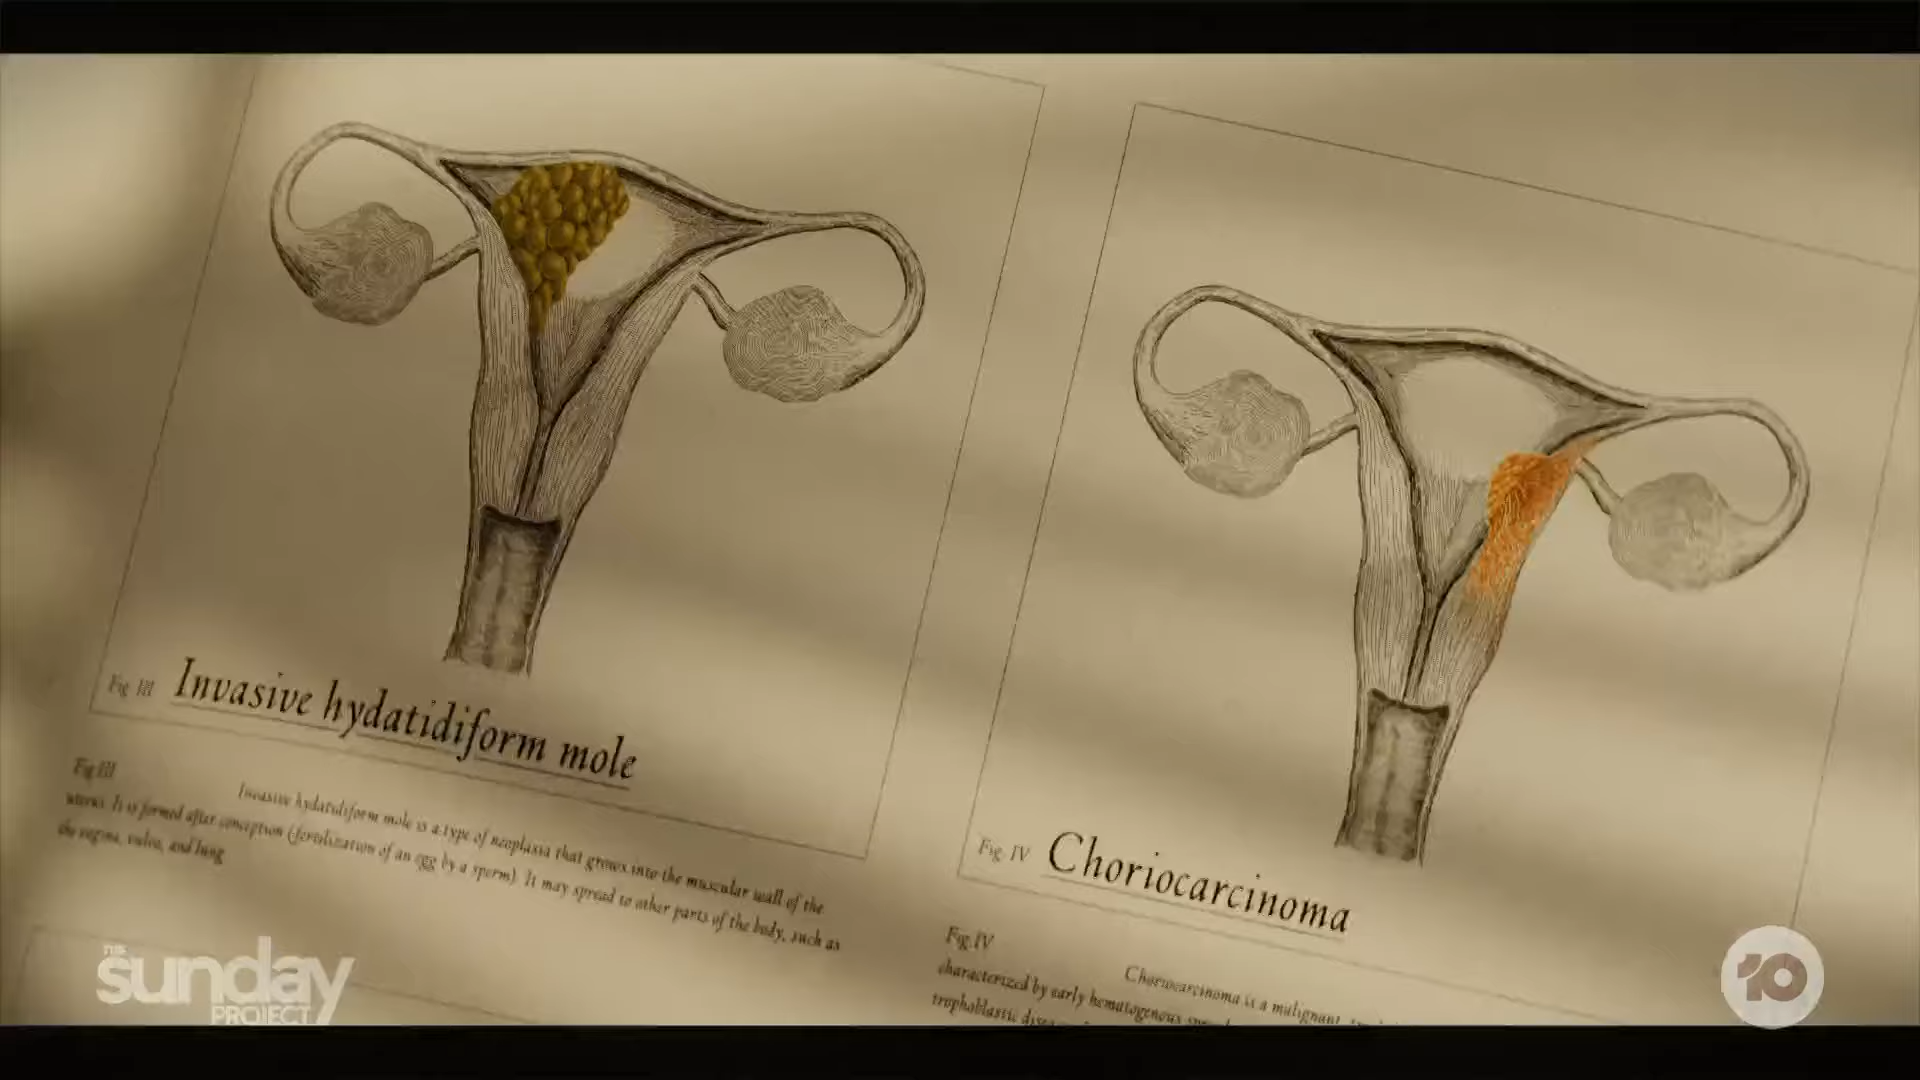 Fig. III Invasive hydatidiform mole
Fig.III
Invasive hydatidiform mole is a type of neoplasia that grows into the muscular wall of the
uterus. It is formed after conception (fertilization of an egg by a sperm). It may spread to other parts of the body, such as
the vagina, vulva, and lung
Fig. IV Choriocarcinoma
Fig.IV
Choriocarcinoma is a malignant,
characterized by early hematogenous
trophoblastic
THE
sunday
PROJECT
10